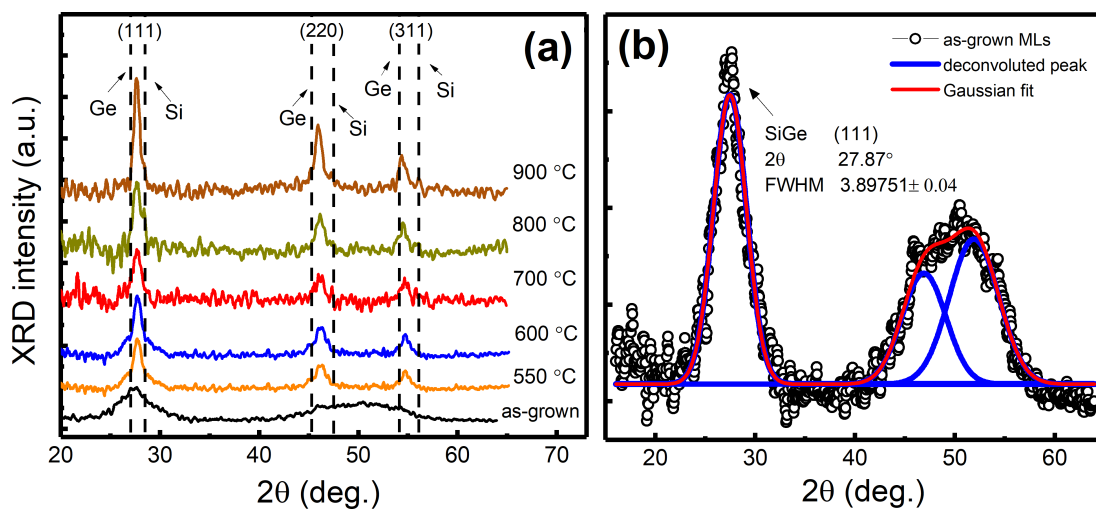 (111) (220) (311)
(a)
Ge Si
Ge Si
Ge Si
900 °C
800 °C
700 °C
600 °C
550 °C
as-grown
XRD intensity (a.u.)
20 30 40 50 60 70
2θ (deg.)
(b)
as-grown MLs
deconvoluted peak
Gaussian fit
SiGe (111)
2θ 27.87°
FWHM 3.89751± 0.04
20 30 40 50 60
2θ (deg.)